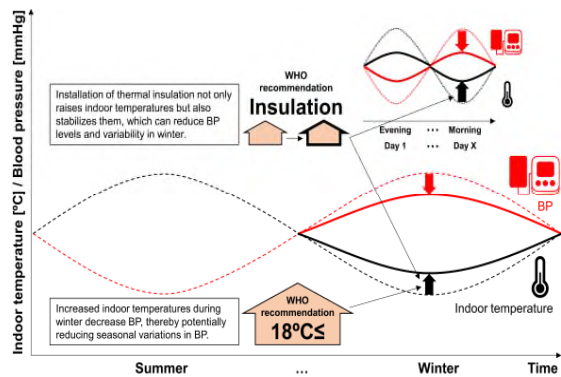 Indoor temperature [ºC] / Blood pressure [mmHg]
Installation of thermal insulation not only
raises indoor temperatures but also
stabilizes them, which can reduce BP
levels and variability in winter.
WHO
recommendation
Insulation
Evening ... Morning
Day 1 ... Day X
BP
Indoor temperature
Increased indoor temperatures during
winter decrease BP, thereby potentially
reducing seasonal variations in BP.
WHO
recommendation
18ºC≤
Summer ... Winter Time